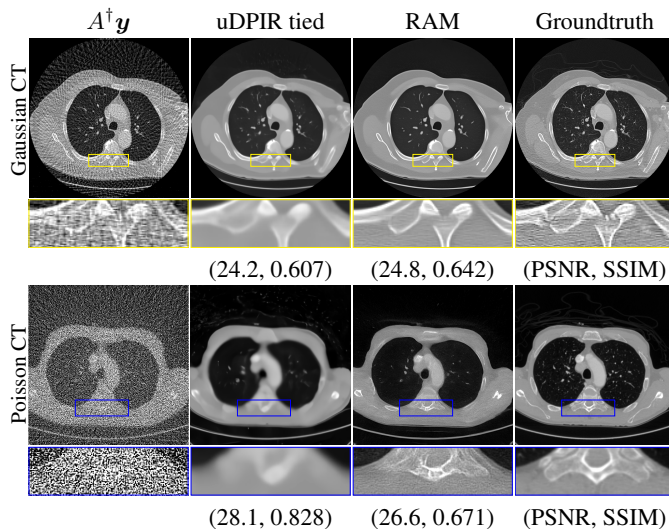 A†y uDPIR tied RAM Groundtruth
Gaussian CT
(24.2, 0.607) (24.8, 0.642) (PSNR, SSIM)
Poisson CT
(28.1, 0.828) (26.6, 0.671) (PSNR, SSIM)